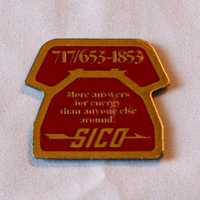 717/653-1853
More answers
for energy
than anyone else
around.
SICO